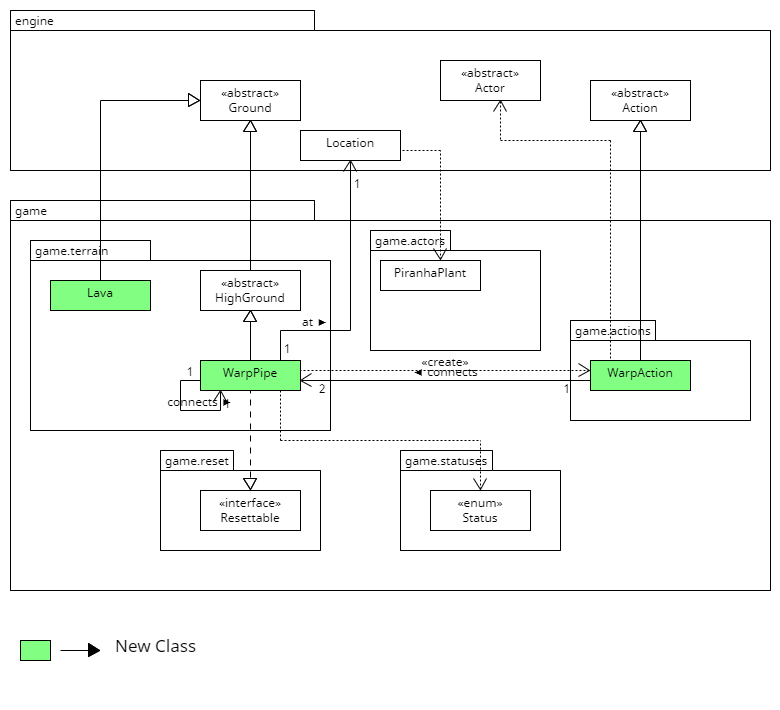 engine
«abstract»
Ground
«abstract»
Actor
«abstract»
Action
Location
1
game
game.terrain
game.actors
Lava
«abstract»
HighGround
PiranhaPlant
at ►
game.actions
1
«create»
◄ connects
1
WarpPipe
WarpAction
2
1
connects ►
1
game.reset
game.statuses
«interface»
Resettable
«enum»
Status
New Class